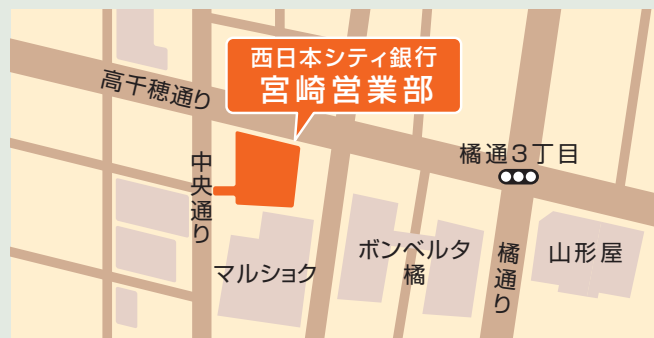 西日本シティ銀行
宮崎営業部
高千穂通り
橘通3丁目
中央通り
マルショク
ボンベルタ
橘
橘通り
山形屋